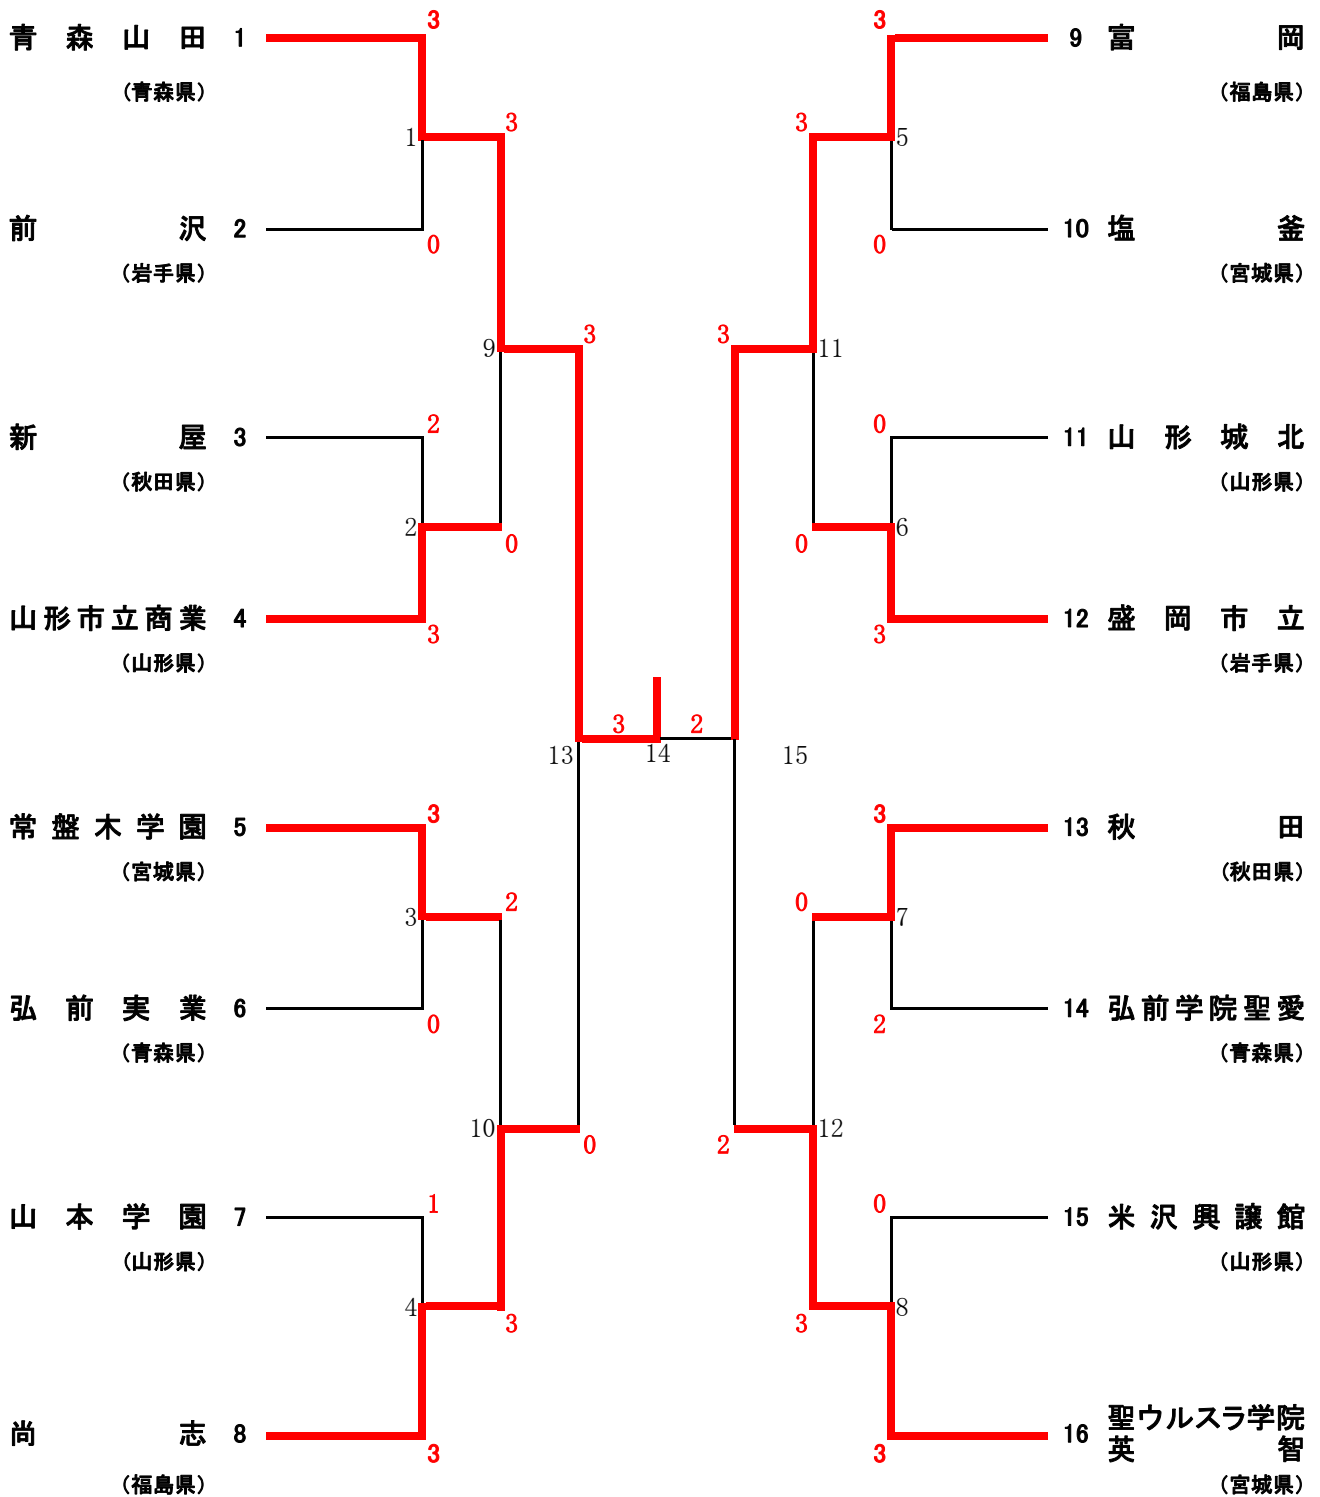 3 3
青森山田 1 9 富岡
（青森県） （福島県）
3 3
1 5
前沢 2 10 塩釜
0 0
（岩手県） （宮城県）
3 3
9 11
2 0
新屋 3 11 山形城北
（秋田県） （山形県）
2 6
0 0
山形市立商業 4 12 盛岡市立
3 3
（山形県） （岩手県）
3 2
13 14 15
3 3
常盤木学園 5 13 秋田
（宮城県） （秋田県）
2 0
3 7
弘前実業 6 14 弘前学院聖愛
0 2
（青森県） （青森県）
10 12
0 2
1 0
山本学園 7 15 米沢興譲館
（山形県） （山形県）
4 8
3 3
聖ウルスラ学院
尚志 8 16 英智
3 3
（福島県） （宮城県）